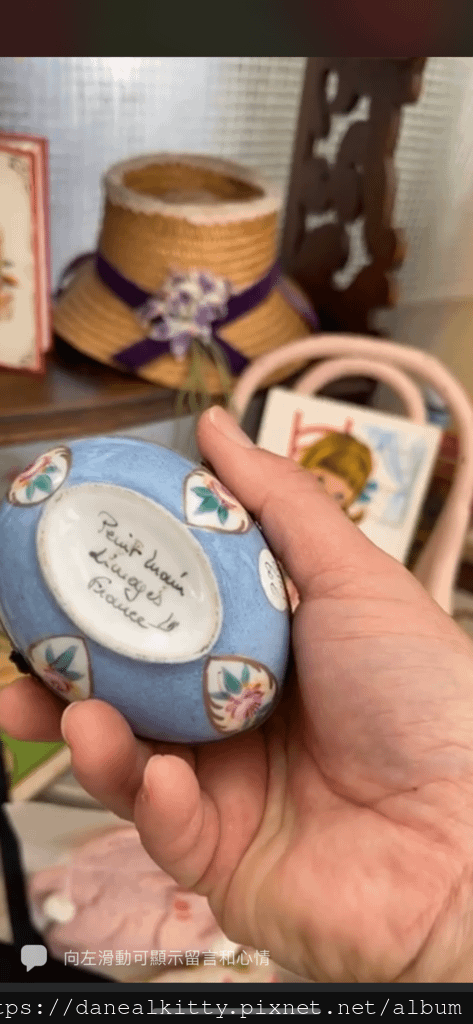 Peint main
Limoges
France
向左滑動可顯示留言和心情
tps://danealkitty.pixnet.net/album